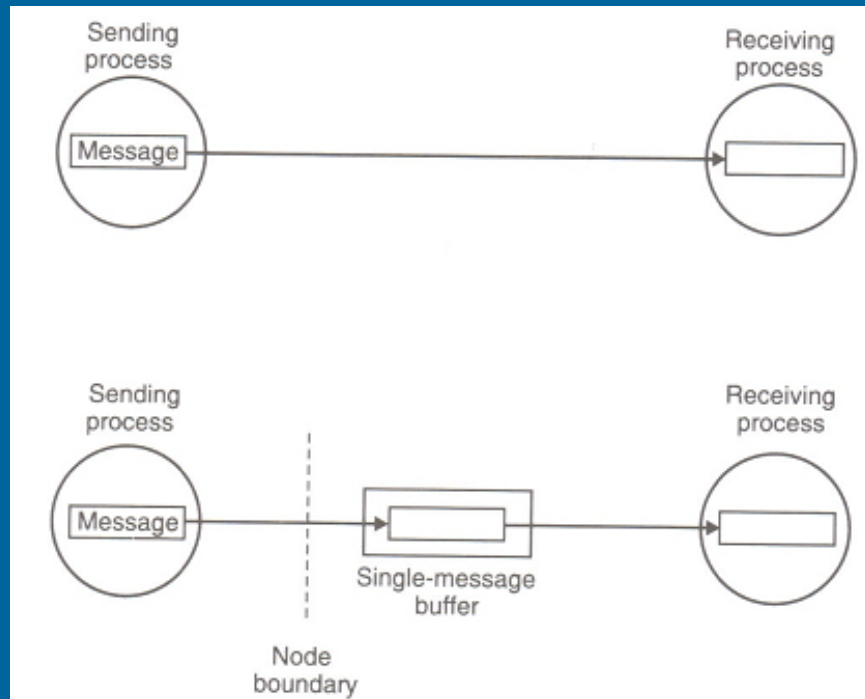 Sending
process
Receiving
process
Message
Sending
process
Receiving
process
Message
Single-message
buffer
Node
boundary